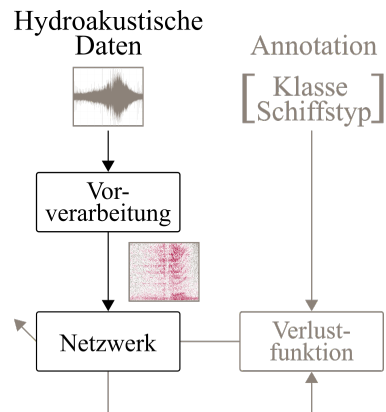 Hydroakustische
Daten
Annotation
Klasse
Schiffstyp
Vor-
verarbeitung
Netzwerk
Verlust-
funktion